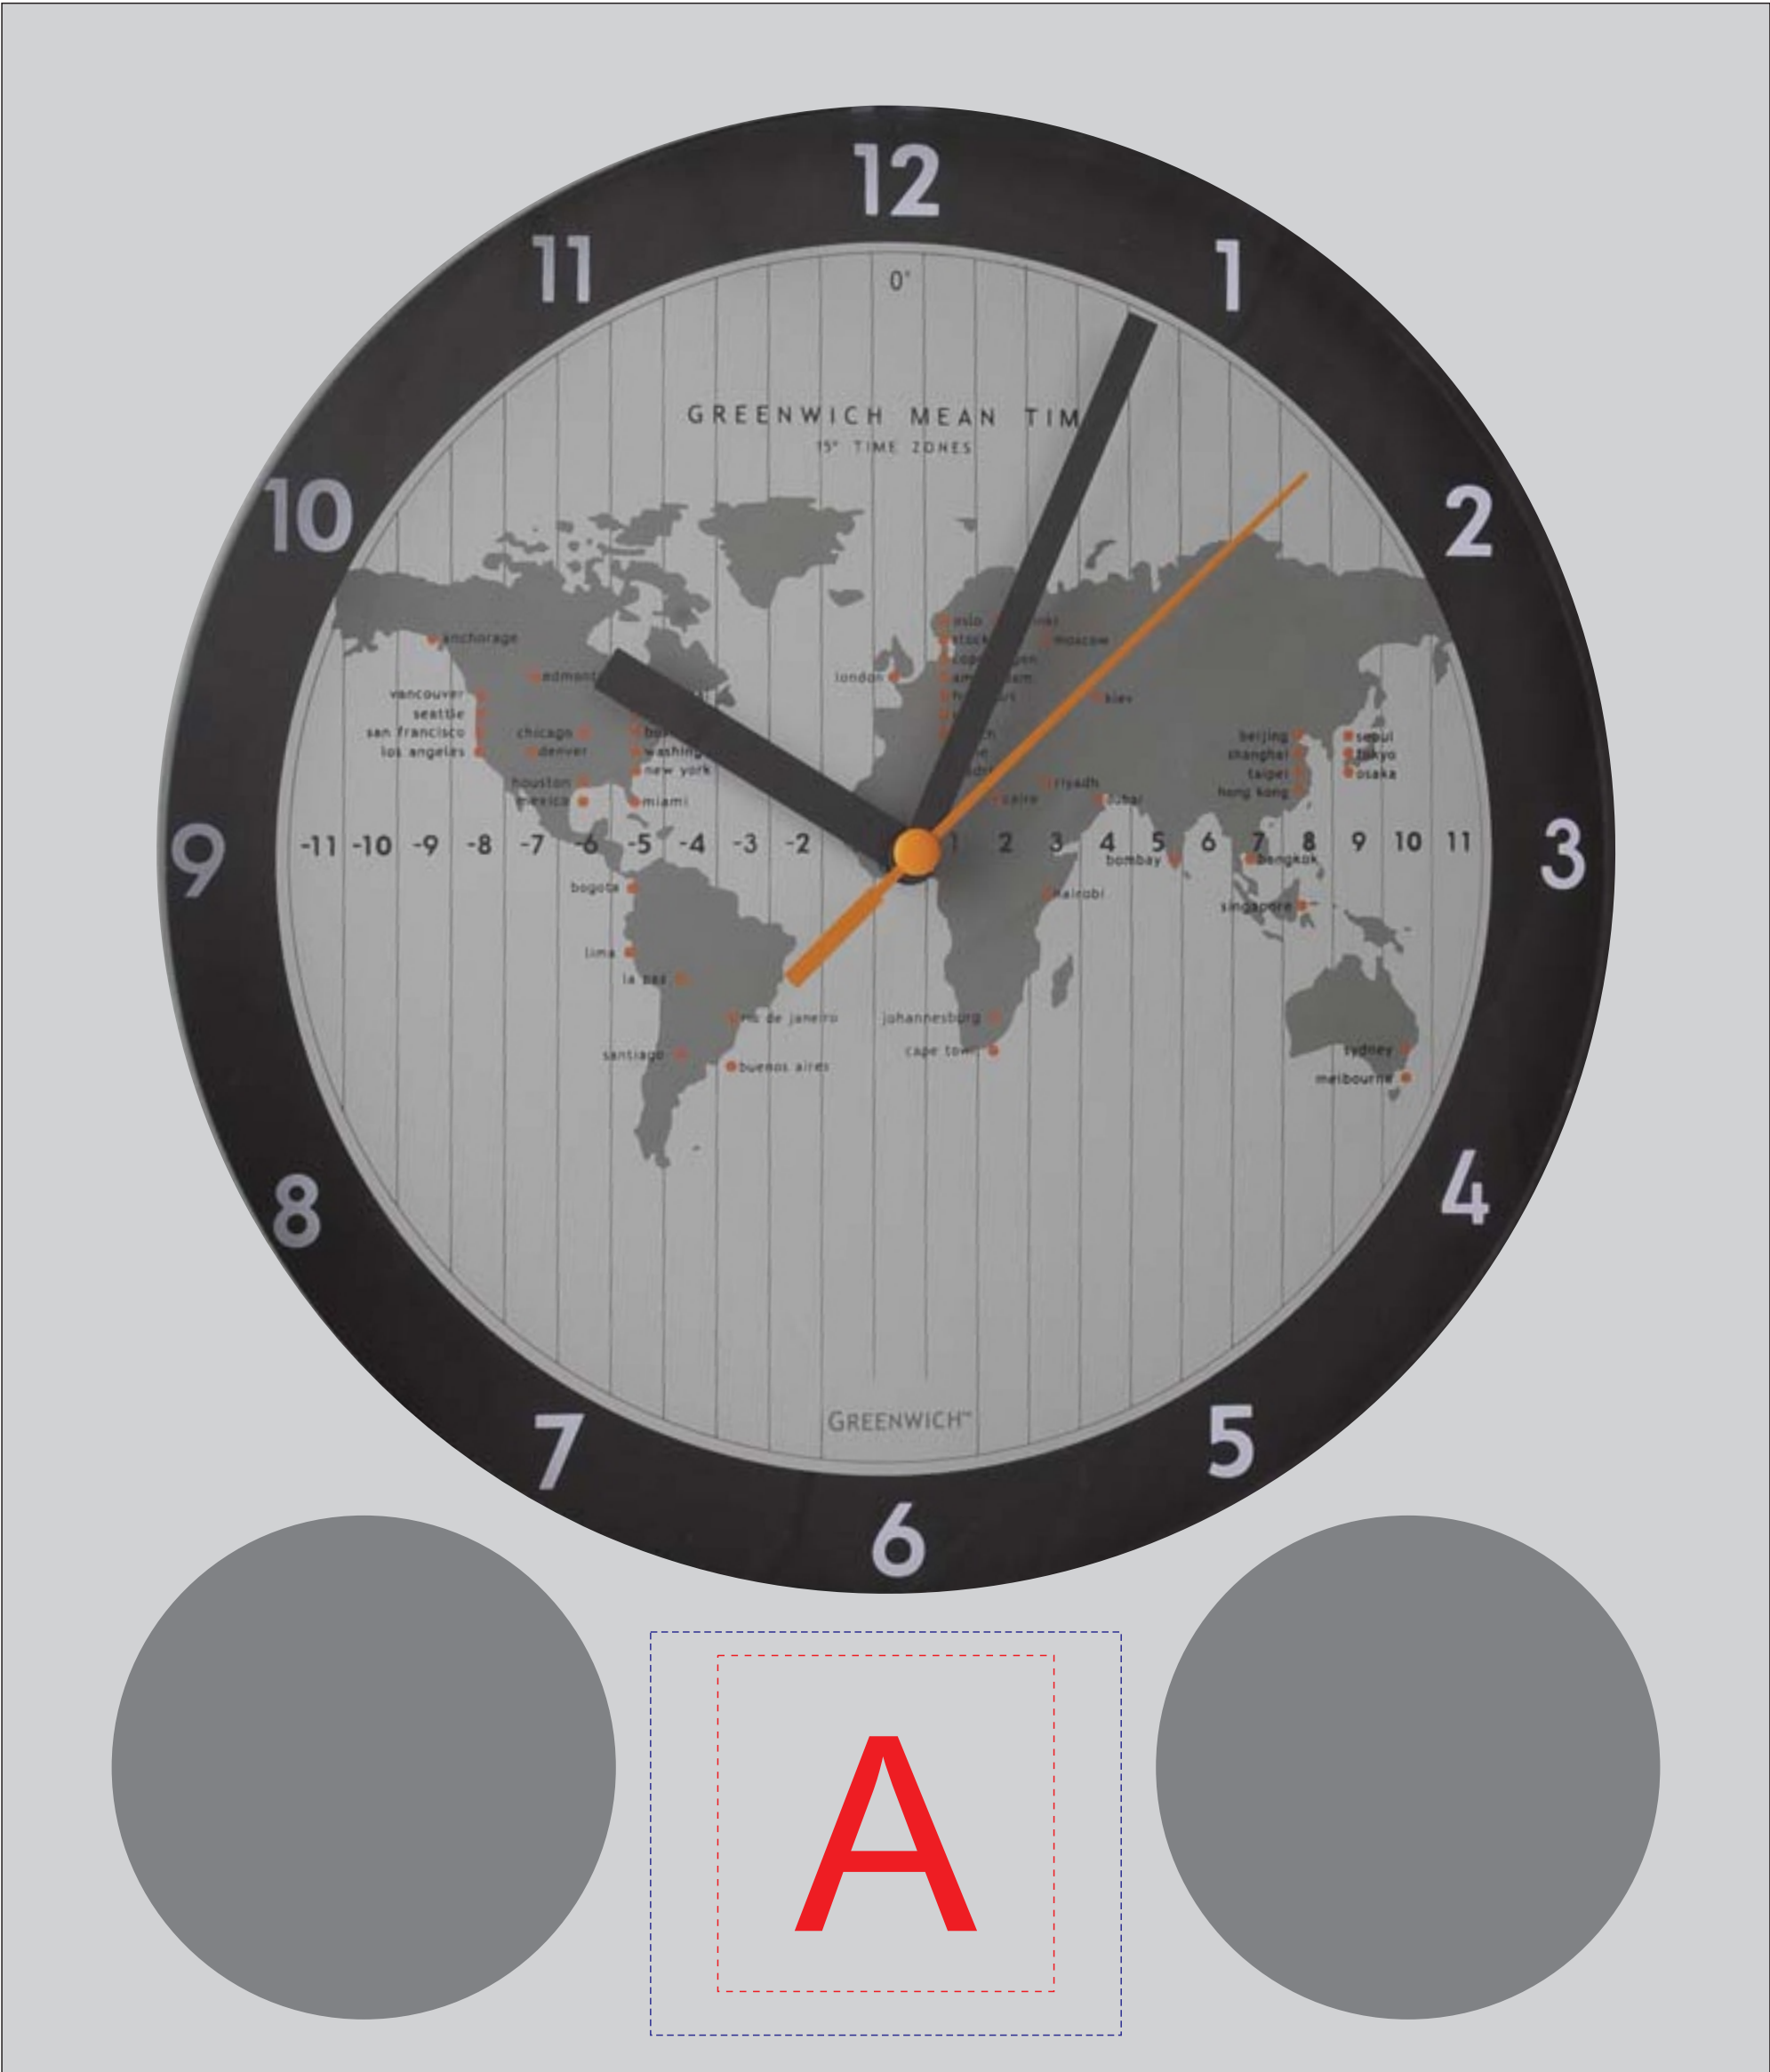 12
11
1
0°
GREENWICH MEAN TIM
15° TIME ZONES
10
2
oslo
anchorage
moscow
london
edmont
vancouver
kiev
seattle
san francisco
chicago
beijing
seoul
los angeles
denver
washing
shanghai
tokyo
new york
taipei
osaka
houston
riyadh
hong kong
mexico
miami
cairo
dubai
9
-11 -10 -9 -8 -7 -6 -5 -4 -3 -2 1 2 3 4 5 6 7 8 9 10 11
3
bombay
bangkok
bogota
nairobi
singapore
lima
la paz
rio de janeiro
johannesburg
santiago
cape town
sydney
buenos aires
melbourne
8
4
GREENWICH™
7
5
6
A